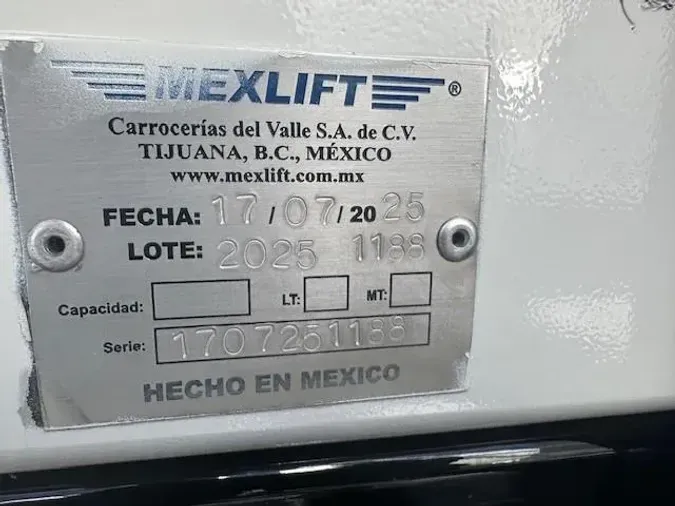 MEXLIFT®
Carrocerías del Valle S.A. de C.V.
TIJUANA, B.C., MÉXICO
www.mexlift.com.mx
FECHA: 17/07/2025
LOTE: 2025 1188
Capacidad: LT: MT:
Serie: 1707251188
HECHO EN MEXICO